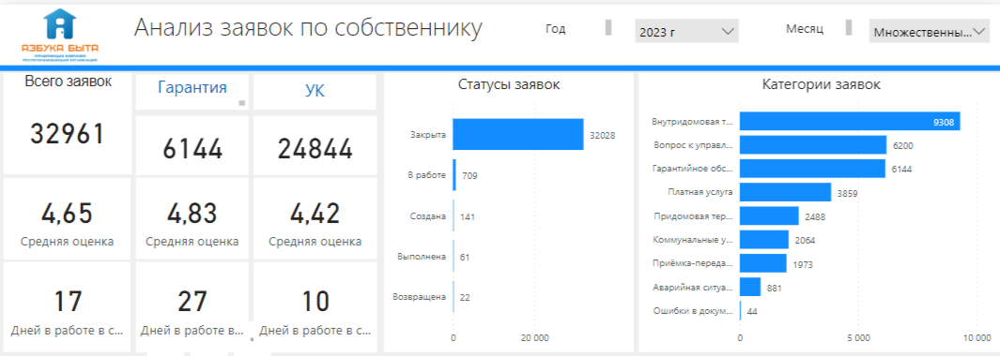 Анализ заявок по собственнику
Год
2023 г
Месяц
Множественны...
АЗБУКА БЫТА
УПРАВЛЯЮЩАЯ КОМПАНИЯ
РЕСУРСОСНАБЖАЮЩАЯ ОРГАНИЗАЦИЯ
Всего заявок
32961
4,65
Средняя оценка
17
Дней в работе в с...
Гарантия
6144
4,83
Средняя оценка
27
Дней в работе в...
УК
24844
4,42
Средняя оценка
10
Дней в работе в с...
Статусы заявок
Закрыта 32028
В работе 709
Создана 141
Выполнена 61
Возвращена 22
0 20 000
Категории заявок
Внутридомовая т... 9308
Вопрос к управл... 6200
Гарантийное обс... 6144
Платная услуга 3859
Придомовая тер... 2488
Коммунальные у... 2064
Приёмка-переда... 1973
Аварийная ситуа... 881
Ошибки в докум... 44
0 5 000 10 000